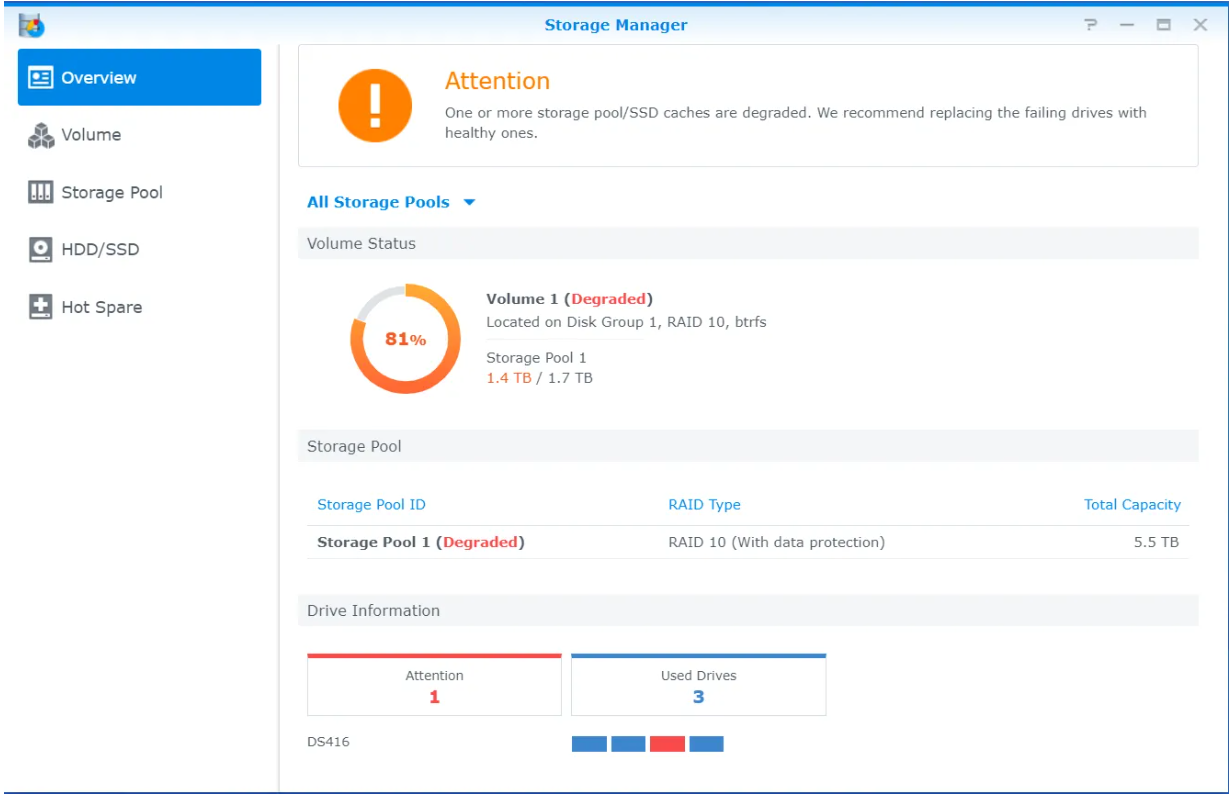 Storage Manager
?
Overview
Volume
Storage Pool
HDD/SSD
Hot Spare
!
Attention
One or more storage pool/SSD caches are degraded. We recommend replacing the failing drives with
healthy ones.
All Storage Pools
Volume Status
81%
Volume 1 (Degraded)
Located on Disk Group 1, RAID 10, btrfs
Storage Pool 1
1.4 TB / 1.7 TB
Storage Pool
Storage Pool ID RAID Type Total Capacity
Storage Pool 1 (Degraded) RAID 10 (With data protection) 5.5 TB
Drive Information
Attention Used Drives
1 3
DS416